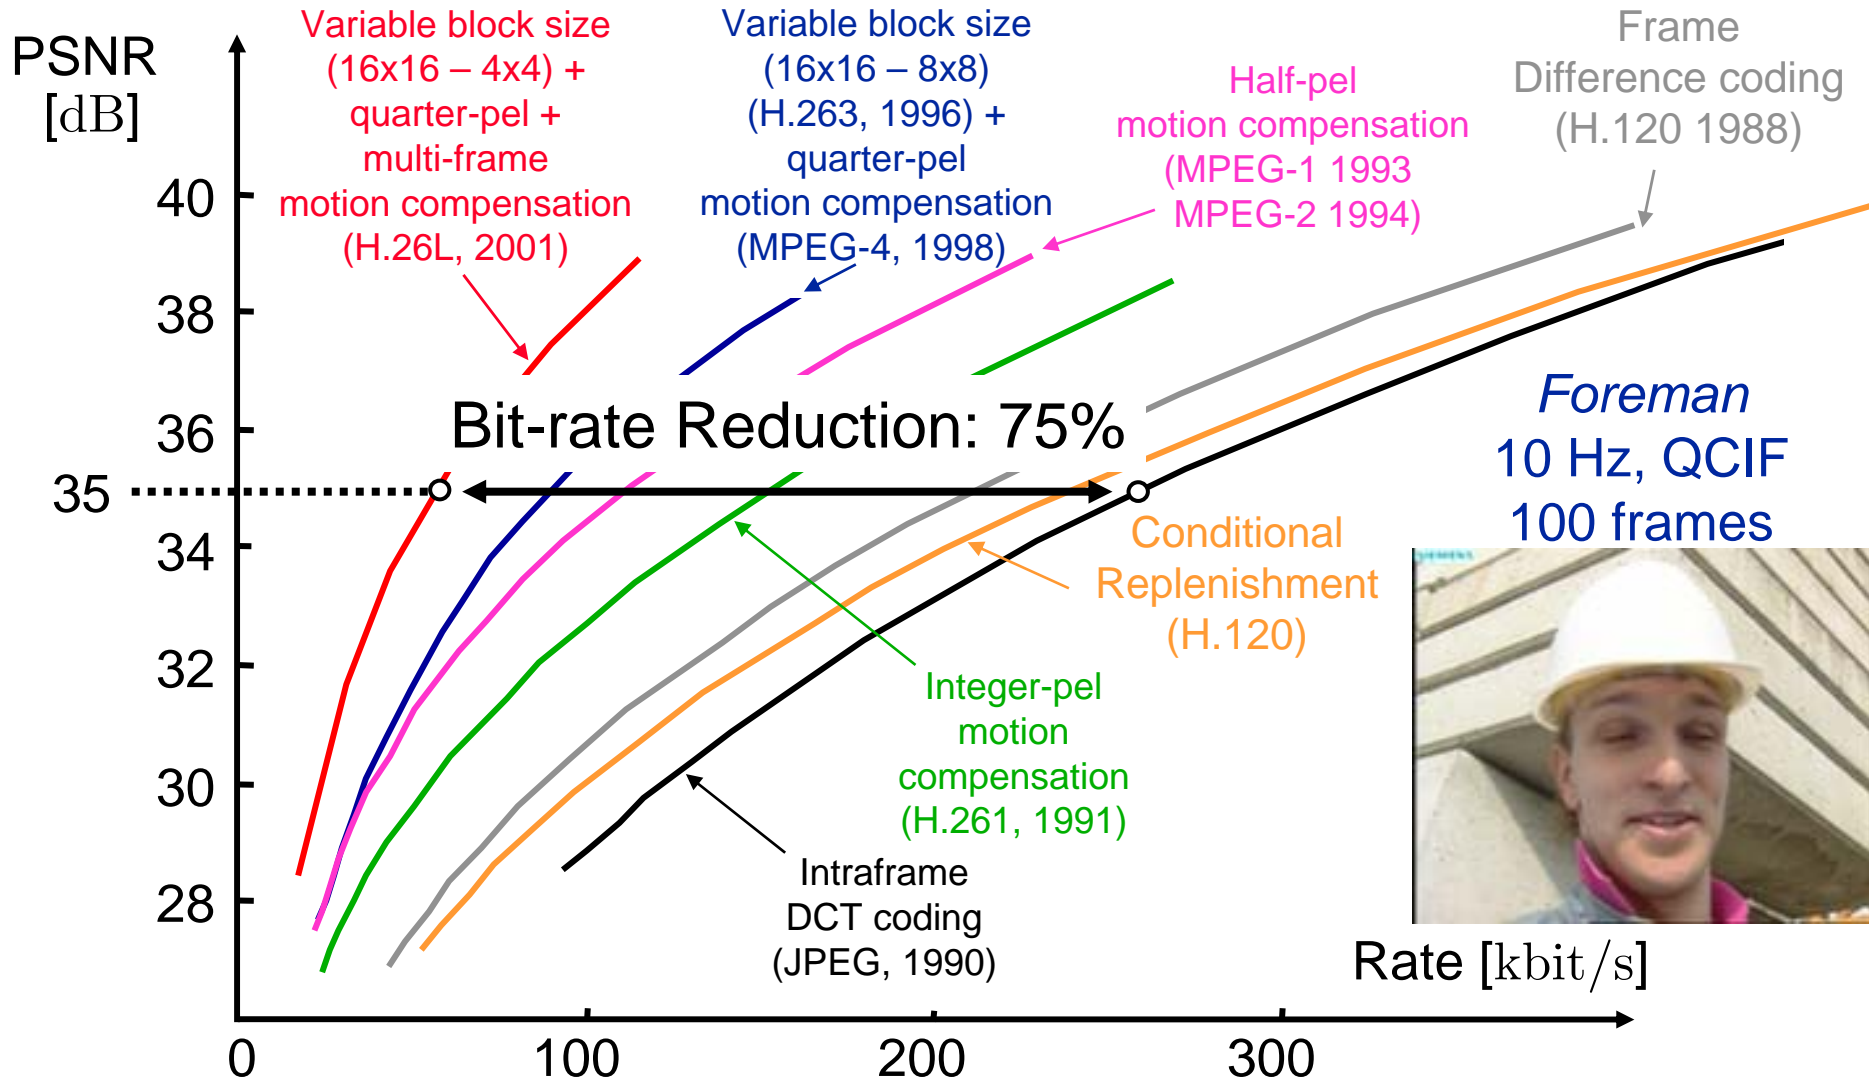 PSNR
[dB]
Variable block size
(16x16 – 4x4) +
quarter-pel +
multi-frame
motion compensation
(H.26L, 2001)
Variable block size
(16x16 – 8x8)
(H.263, 1996) +
quarter-pel
motion compensation
(MPEG-4, 1998)
Half-pel
motion compensation
(MPEG-1 1993
MPEG-2 1994)
Frame
Difference coding
(H.120 1988)
40
38
36
35
34
32
30
28
Bit-rate Reduction: 75%
Foreman
10 Hz, QCIF
100 frames
Conditional
Replenishment
(H.120)
Integer-pel
motion
compensation
(H.261, 1991)
Intraframe
DCT coding
(JPEG, 1990)
Rate [kbit/s]
0
100
200
300